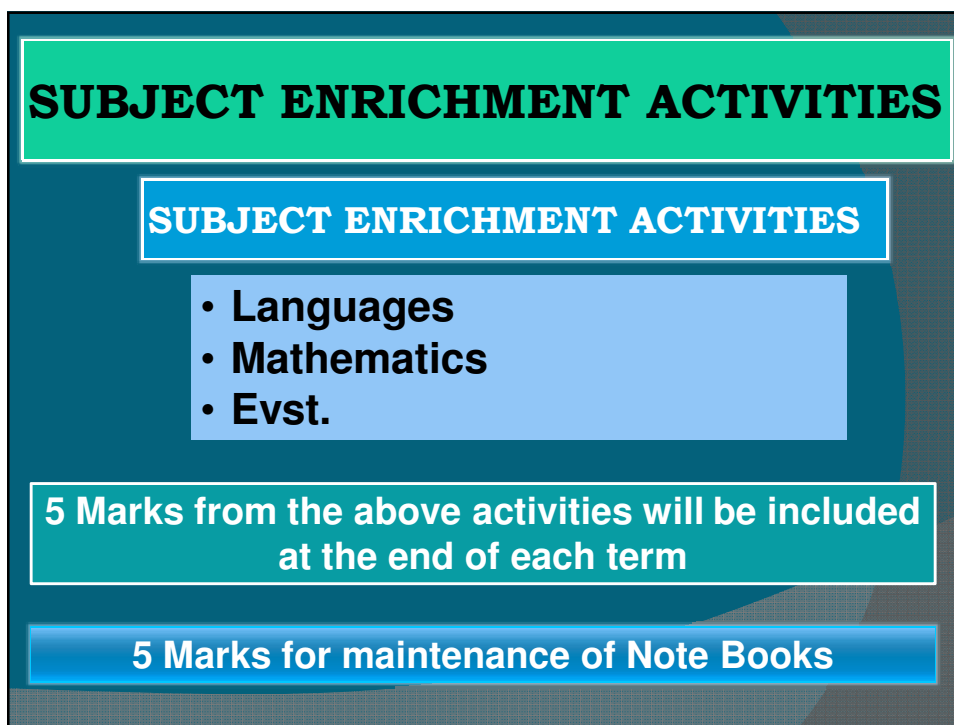 SUBJECT ENRICHMENT ACTIVITIES
SUBJECT ENRICHMENT ACTIVITIES
• Languages
• Mathematics
• Evst.
5 Marks from the above activities will be included
at the end of each term
5 Marks for maintenance of Note Books